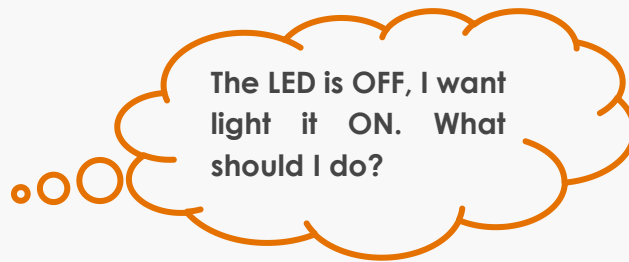 The LED is OFF, I want
light it ON. What
should I do?